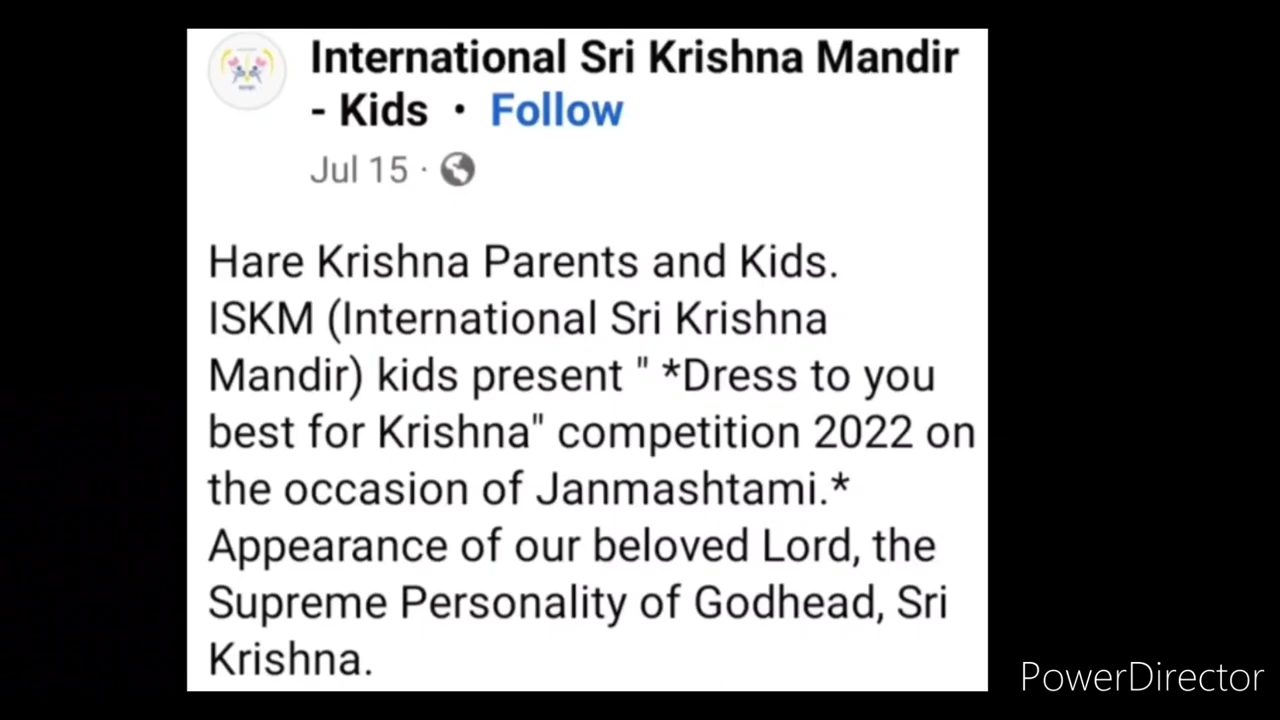 International Sri Krishna Mandir
- Kids • Follow
Jul 15 ·
Hare Krishna Parents and Kids.
ISKM (International Sri Krishna
Mandir) kids present " *Dress to you
best for Krishna" competition 2022 on
the occasion of Janmashtami.*
Appearance of our beloved Lord, the
Supreme Personality of Godhead, Sri
Krishna.
PowerDirector